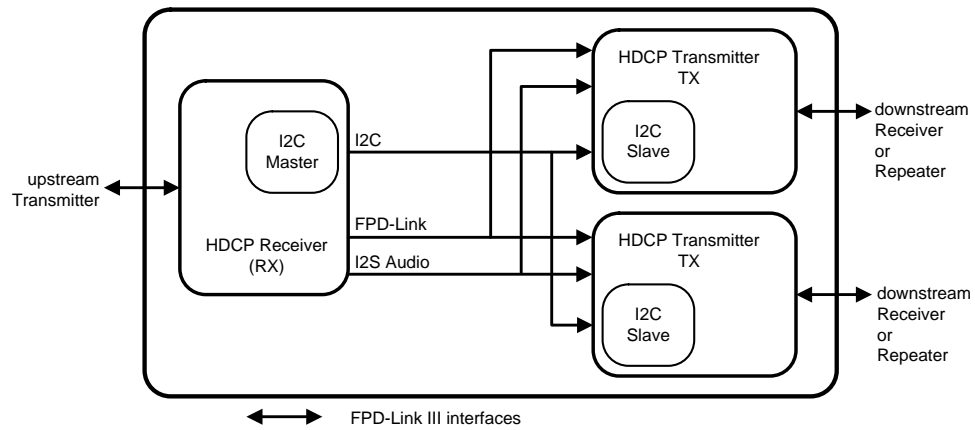 HDCP Transmitter
TX
I2C
Slave
downstream
Receiver
or
Repeater
I2C
Master
I2C
upstream
Transmitter
HDCP Receiver
(RX)
FPD-Link
I2S Audio
HDCP Transmitter
TX
I2C
Slave
downstream
Receiver
or
Repeater
FPD-Link III interfaces